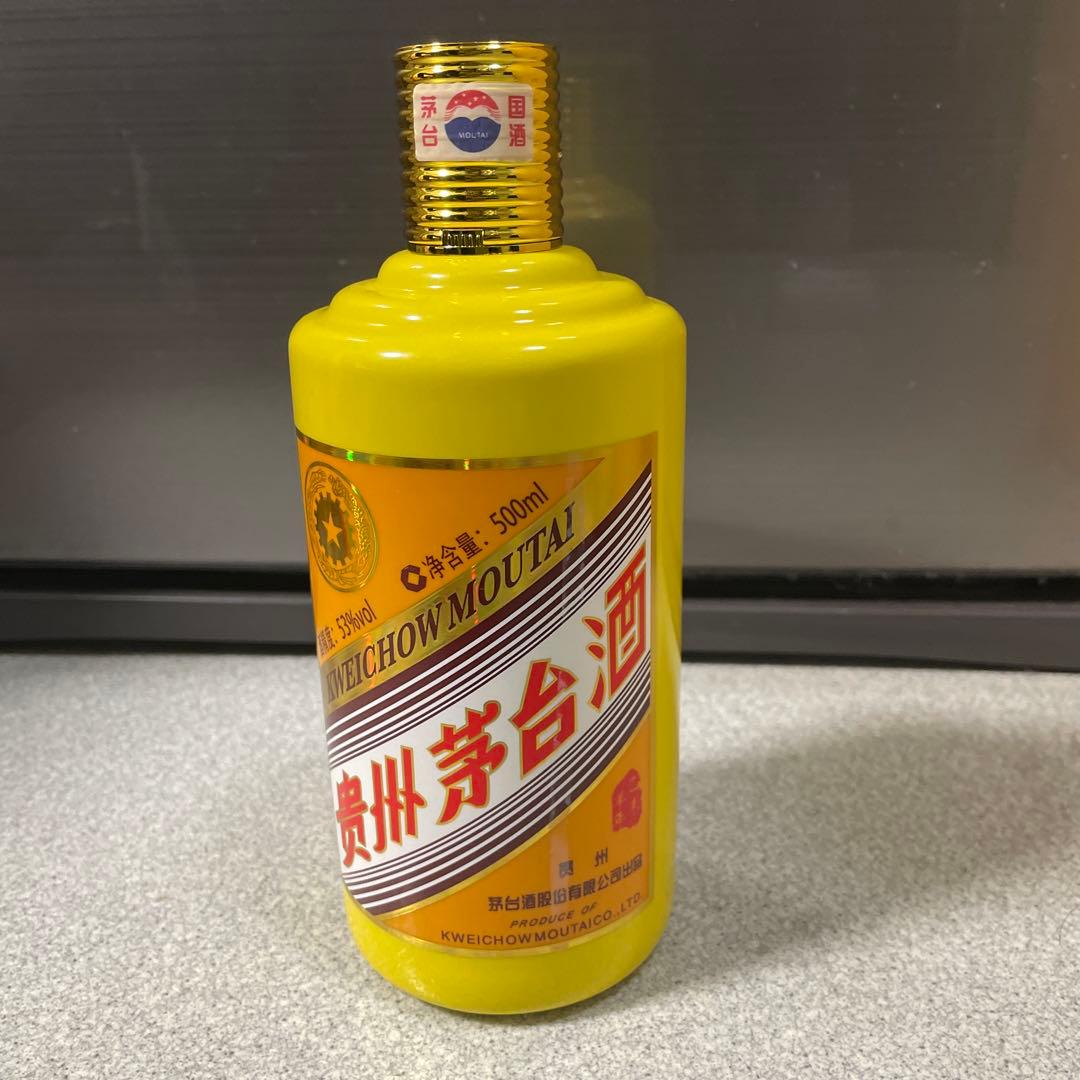 茅台
国酒
MOUTAI
净含量：500ml
53%vol
KWEICHOW MOUTAI
贵州茅台酒
贵州
茅台酒股份有限公司出品
PRODUCE OF
KWEICHOW MOUTAI CO., LTD